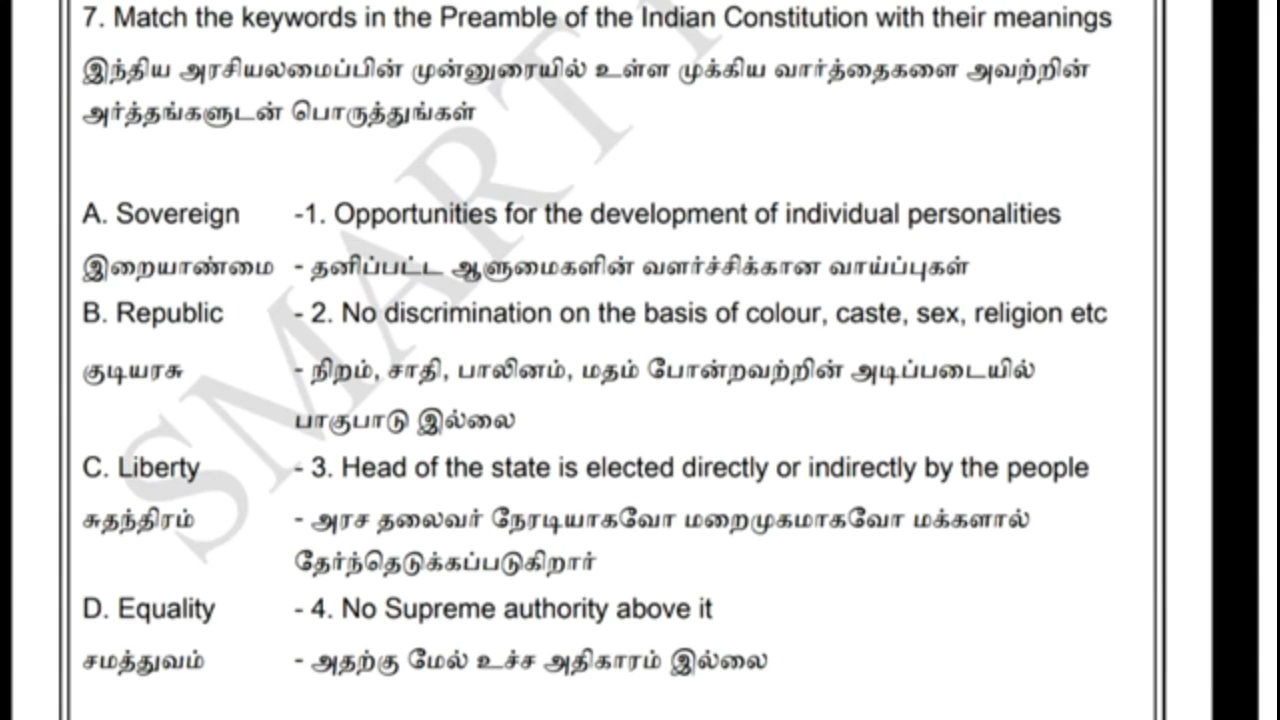 7. Match the keywords in the Preamble of the Indian Constitution with their meanings
இந்திய அரசியலமைப்பின் முன்னுரையில் உள்ள முக்கிய வார்த்தைகளை அவற்றின்
அர்த்தங்களுடன் பொருத்துங்கள்
A. Sovereign -1. Opportunities for the development of individual personalities
இறையாண்மை - தனிப்பட்ட ஆளுமைகளின் வளர்ச்சிக்கான வாய்ப்புகள்
B. Republic - 2. No discrimination on the basis of colour, caste, sex, religion etc
குடியரசு - நிறம், சாதி, பாலினம், மதம் போன்றவற்றின் அடிப்படையில்
பாகுபாடு இல்லை
C. Liberty - 3. Head of the state is elected directly or indirectly by the people
சுதந்திரம் - அரச தலைவர் நேரடியாகவோ மறைமுகமாகவோ மக்களால்
தேர்ந்தெடுக்கப்படுகிறார்
D. Equality - 4. No Supreme authority above it
சமத்துவம் - அதற்கு மேல் உச்ச அதிகாரம் இல்லை
SMART